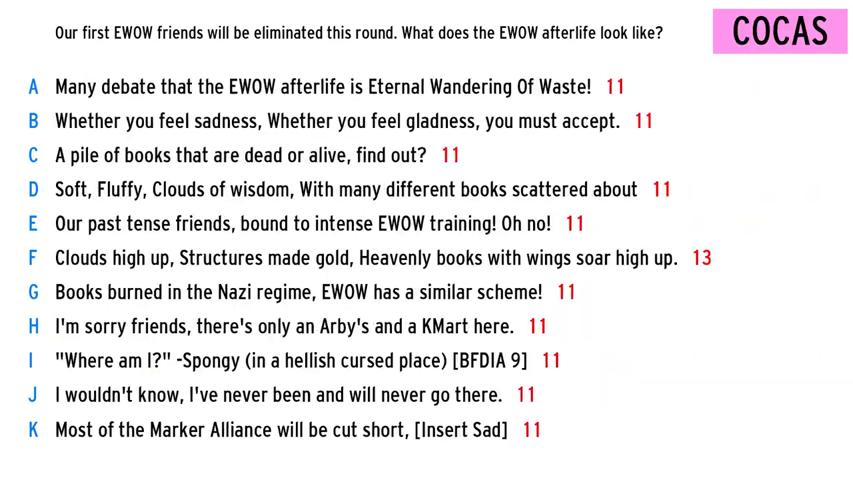 Our first EWOW friends will be eliminated this round. What does the EWOW afterlife look like?
COCAS
A Many debate that the EWOW afterlife is Eternal Wandering Of Waste! 11
B Whether you feel sadness, Whether you feel gladness, you must accept. 11
C A pile of books that are dead or alive, find out? 11
D Soft, Fluffy, Clouds of wisdom, With many different books scattered about 11
E Our past tense friends, bound to intense EWOW training! Oh no! 11
F Clouds high up, Structures made gold, Heavenly books with wings soar high up. 13
G Books burned in the Nazi regime, EWOW has a similar scheme! 11
H I'm sorry friends, there's only an Arby's and a KMart here. 11
I "Where am I?" -Spongy (in a hellish cursed place) [BFDIA 9] 11
J I wouldn't know, I've never been and will never go there. 11
K Most of the Marker Alliance will be cut short, [Insert Sad] 11